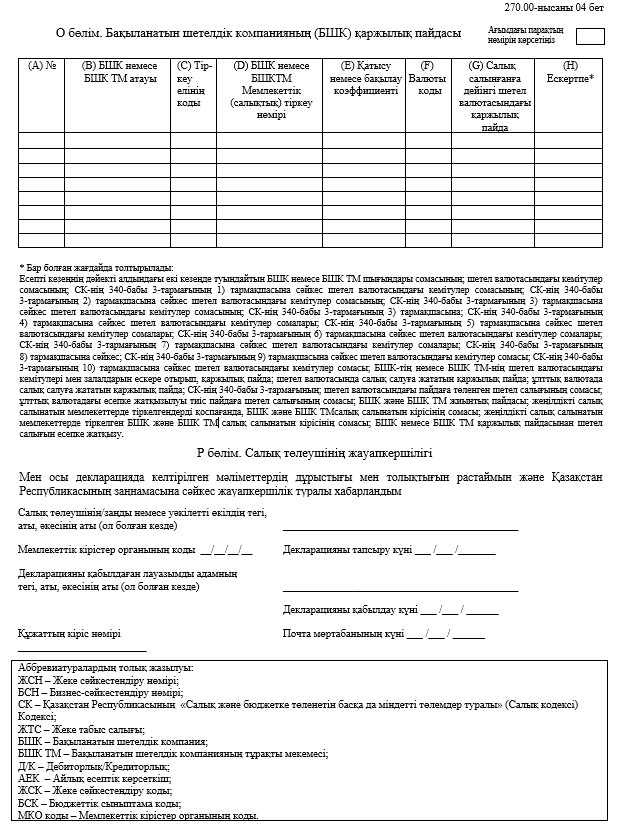 270.00-нысаны 04 бет
О бөлім. Бақыланатын шетелдік компанияның (БШК) қаржылық пайдасы
Ағымдағы парақтың
нөмірін көрсетіңіз
(A) №
(B) БШК немесе
БШК ТМ атауы
(C) Тір-
кеу
елінің
коды
(D) БШК немесе
БШКТМ
Мемлекеттік
(салықтық) тіркеу
нөмірі
(E) Қатысу
немесе бақылау
коэффициенті
(F)
Валюты
коды
(G) Салық
салынғанға
дейінгі шетел
валютасындағы
қаржылық
пайда
(H)
Ескертпе*
* Бар болған жағдайда толтырылады:
Есепті кезеңнің дәйекті алдындағы екі кезеңде туындайтын БШК немесе БШК ТМ шығындары сомасының; шетел валютасындағы кемітулер
сомасының; СК-нің 340-бабы 3-тармағының 1) тармақшасына сәйкес шетел валютасындағы кемітулер сомасының; СК-нің 340-бабы
3-тармағының 2) тармақшасына сәйкес шетел валютасындағы кемітулер сомасының; СК-нің 340-бабы 3-тармағының 3) тармақшасына
сәйкес шетел валютасындағы кемітулер сомасының; СК-нің 340-бабы 3-тармағының 3) тармақшасына; СК-нің 340-бабы 3-тармағының
4) тармақшасына сәйкес шетел валютасындағы кемітулер сомалары; СК-нің 340-бабы 3-тармағының 5) тармақшасына сәйкес шетел
валютасындағы кемітулер сомалары; СК-нің 340-бабы 3-тармағының 6) тармақшасына сәйкес шетел валютасындағы кемітулер сомалары;
СК-нің 340-бабы 3-тармағының 7) тармақшасына сәйкес шетел валютасындағы кемітулер сомалары; СК-нің 340-бабы 3-тармағының
8) тармақшасына сәйкес; СК-нің 340-бабы 3-тармағының 9) тармақшасына сәйкес шетел валютасындағы кемітулер сомасы; СК-нің 340-бабы
3-тармағының 10) тармақшасына сәйкес шетел валютасындағы кемітулер сомасы; БШК-тің немесе БШК ТМ-нің шетел валютасындағы
кемітулері мен залалдарын ескере отырып, қаржылық пайда; шетел валютасында салық салуға жататын қаржылық пайда; ұлттық валютада
салық салуға жататын қаржылық пайда; СК-нің 340-бабы 3-тармағының; шетел валютасындағы пайдаға төленген шетел салығының сомасы;
ұлттық валютадағы есепке жатқызылуы тиіс пайдаға шетел салығының сомасы; БШК және БШК ТМ жиынтық пайдасы; жеңілдікті салық
салынатын мемлекеттерде тіркелгендерді қоспағанда, БШК және БШК ТМсалық салынатын кірісінің сомасы; жеңілдікті салық салынатын
мемлекеттерде тіркелген БШК және БШК ТМ салық салынатын кірісінің сомасы; БШК немесе БШК ТМ қаржылық пайдасынан шетел
салығын есепке жатқызу.
Р бөлім. Салық төлеушінің жауапкершілігі
Мен осы декларацияда келтірілген мәліметтердің дұрыстығы мен толықтығын растаймын және Қазақстан
Республикасының заңнамасына сәйкес жауапкершілік туралы хабарландым
Салық төлеушінің/заңды немесе уәкілетті өкілдің тегі,
аты, әкесінің аты (ол болған кезде) ____________________
Мемлекеттік кірістер органының коды __/__/__/__ Декларацияны тапсыру күні ___ /___ /_______
Декларацияны қабылдаған лауазымды адамның
тегі, аты, әкесінің аты (ол болған кезде) ____________________
Декларацияны қабылдау күні ___ /___ / ______
Құжаттың кіріс нөмірі Почта мөртабанының күні ___ /___ / ______
____________________
Аббревиатуралардың толық жазылуы:
ЖСН – Жеке сәйкестендіру нөмірі;
БСН – Бизнес-сәйкестендіру нөмірі;
СК – Қазақстан Республикасының «Салық және бюджетке төленетін басқа да міндетті төлемдер туралы» (Салық кодексі)
Кодексі;
ЖТС – Жеке табыс салығы;
БШК – Бақыланатын шетелдік компания;
БШК ТМ – Бақыланатын шетелдік компанияның тұрақты мекемесі;
Д/К – Дебиторлық/Кредиторлық;
АЕК – Айлық есептік көрсеткіш;
ЖСК – Жеке сәйкестендіру коды;
БСК – Бюджеттік сыныптама коды;
МКО коды – Мемлекеттік кірістер органының коды.